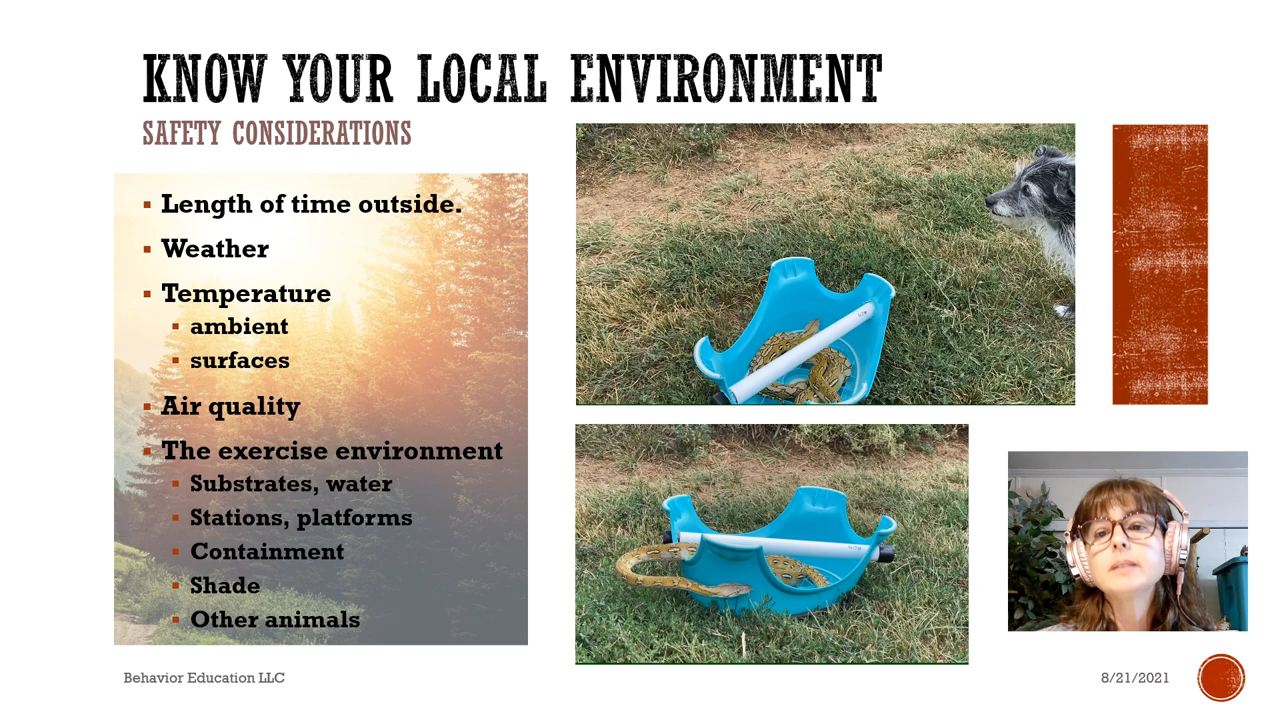 KNOW YOUR LOCAL ENVIRONMENT
SAFETY CONSIDERATIONS
Length of time outside.
Weather
Temperature
ambient
surfaces
Air quality
The exercise environment
Substrates, water
Stations, platforms
Containment
Shade
Other animals
Behavior Education LLC
8/21/2021